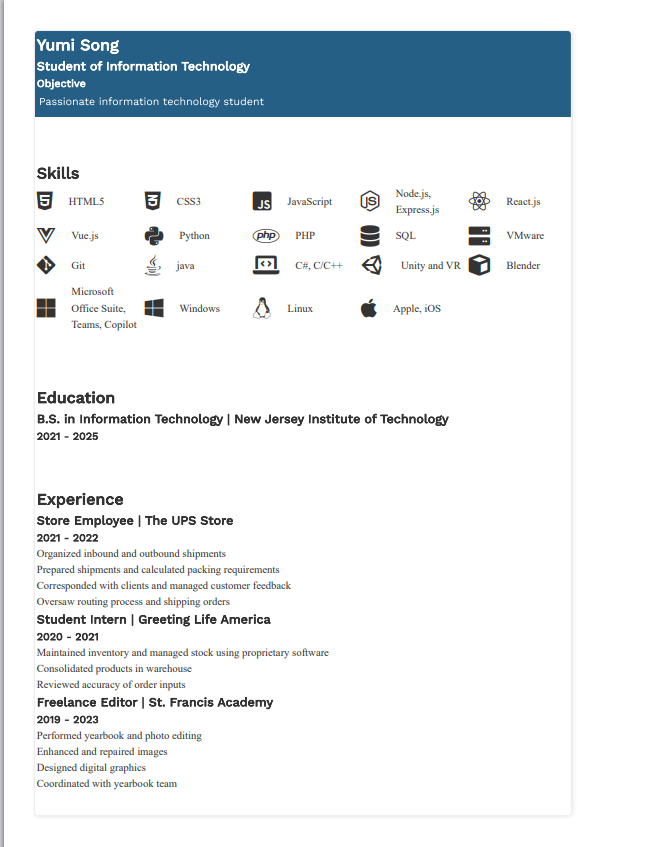 Yumi Song
Student of Information Technology
Objective
Passionate information technology student
Skills
HTML5
CSS3
JS
JavaScript
JS
Node.js,
Express.js
React.js
Vue.js
Python
php
PHP
SQL
VMware
Git
java
C#, C/C++
Unity and VR
Blender
Microsoft
Office Suite,
Teams, Copilot
Windows
Linux
Apple, iOS
Education
B.S. in Information Technology | New Jersey Institute of Technology
2021 - 2025
Experience
Store Employee | The UPS Store
2021 - 2022
Organized inbound and outbound shipments
Prepared shipments and calculated packing requirements
Corresponded with clients and managed customer feedback
Oversaw routing process and shipping orders
Student Intern | Greeting Life America
2020 - 2021
Maintained inventory and managed stock using proprietary software
Consolidated products in warehouse
Reviewed accuracy of order inputs
Freelance Editor | St. Francis Academy
2019 - 2023
Performed yearbook and photo editing
Enhanced and repaired images
Designed digital graphics
Coordinated with yearbook team